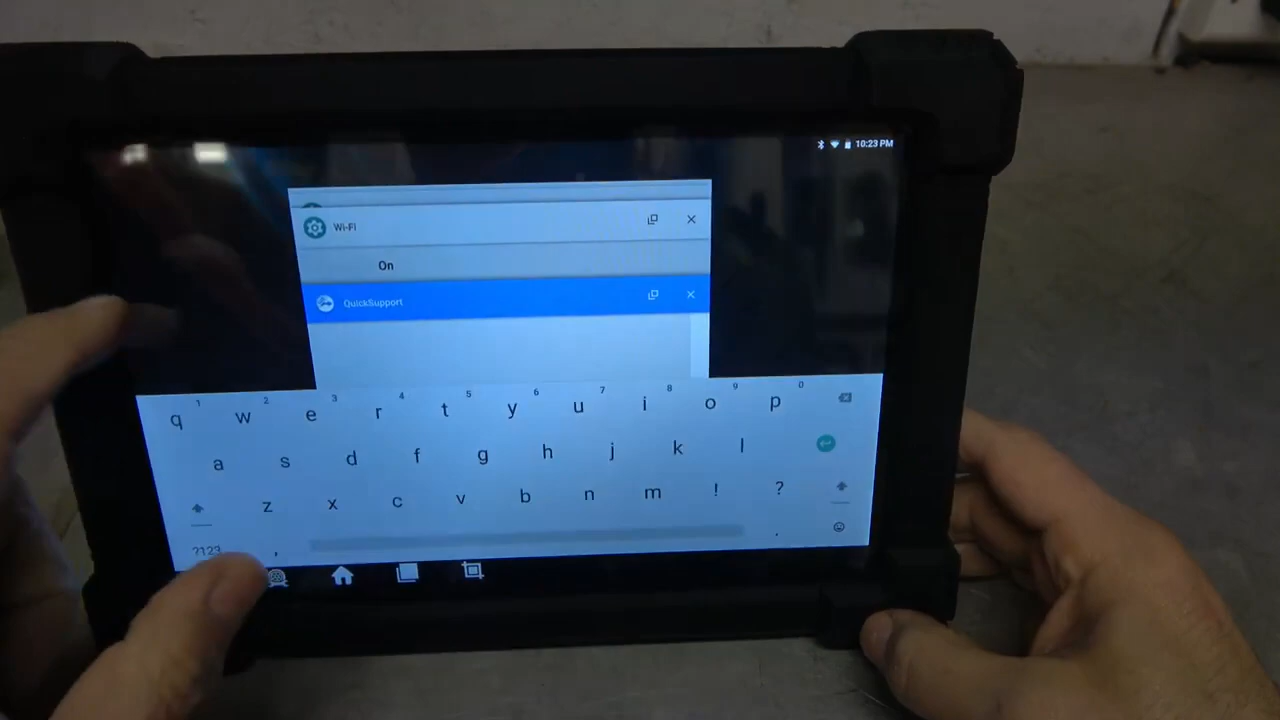 10:23 PM
Wi-Fi
On
QuickSupport
1 2 3 4 5 6 7 8 9 0
q w e r t y u i o p
a s d f g h j k l
z x c v b n m ! ?
?123 , .